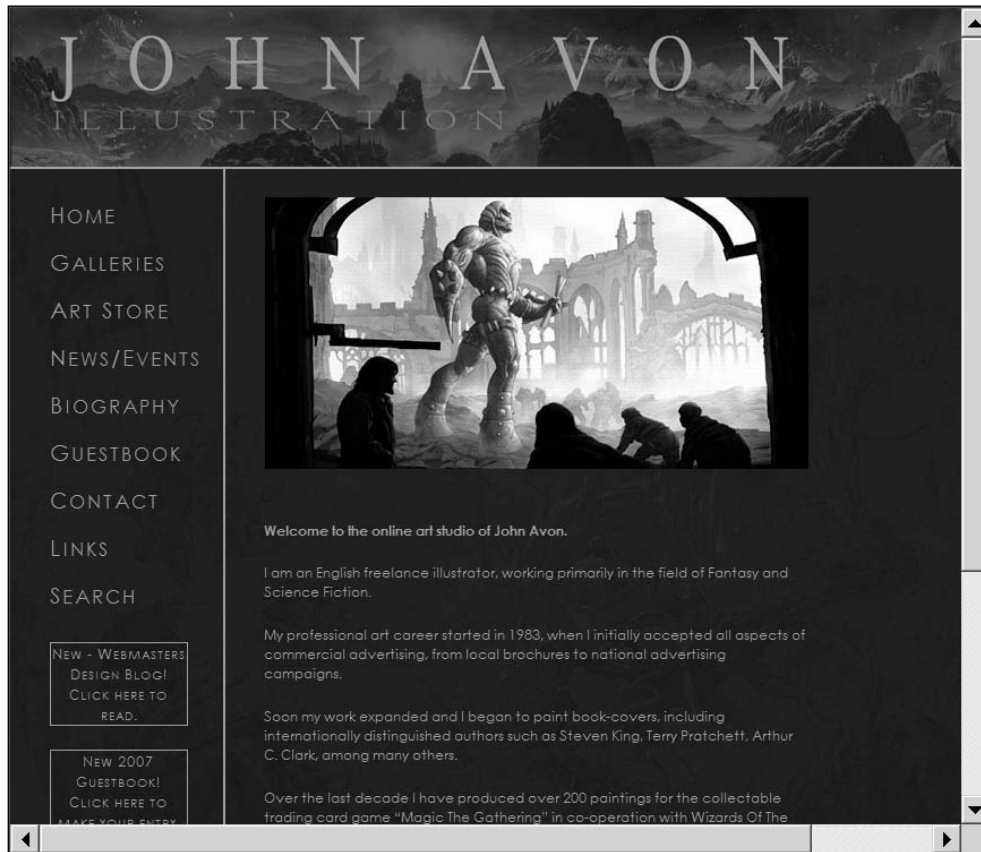 JOHN AVON
ILLUSTRATION
HOME
GALLERIES
ART STORE
NEWS/EVENTS
BIOGRAPHY
GUESTBOOK
CONTACT
LINKS
SEARCH
NEW - WEBMASTERS
DESIGN BLOG!
CLICK HERE TO
READ.
NEW 2007
GUESTBOOK!
CLICK HERE TO
MAKE YOUR ENTRY
Welcome to the online art studio of John Avon.
I am an English freelance illustrator, working primarily in the field of Fantasy and
Science Fiction.
My professional art career started in 1983, when I initially accepted all aspects of
commercial advertising, from local brochures to national advertising
campaigns.
Soon my work expanded and I began to paint book-covers, including
internationally distinguished authors such as Steven King, Terry Pratchett, Arthur
C. Clark, among many others.
Over the last decade I have produced over 200 paintings for the collectable
trading card game “Magic The Gathering” in co-operation with Wizards Of The